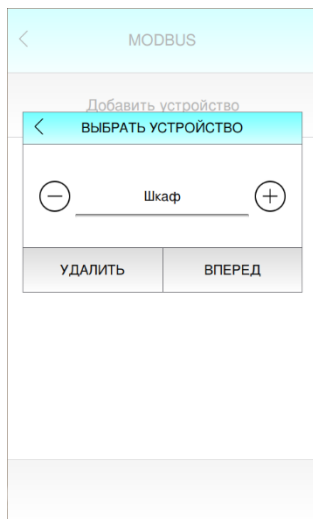 MODBUS
Добавить устройство
ВЫБРАТЬ УСТРОЙСТВО
Шкаф
УДАЛИТЬ ВПЕРЕД